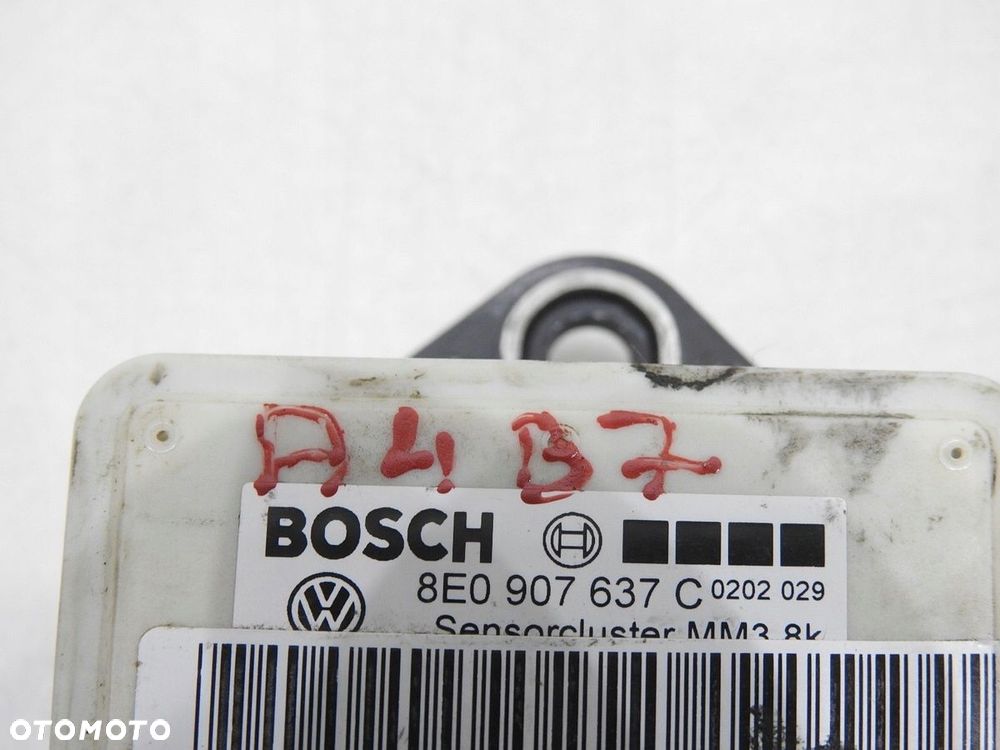 A4 B7
BOSCH
8E0 907 637 C 0202 029
Sensorcluster MM3.8k
OTOMOTO